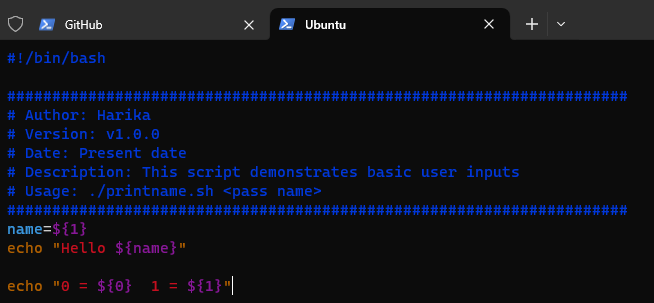 GitHub
Ubuntu
#!/bin/bash
#####################################################################
# Author: Harika
# Version: v1.0.0
# Date: Present date
# Description: This script demonstrates basic user inputs
# Usage: ./printname.sh <pass name>
#####################################################################
name=${1}
echo "Hello ${name}"
echo "0 = ${0}  1 = ${1}"